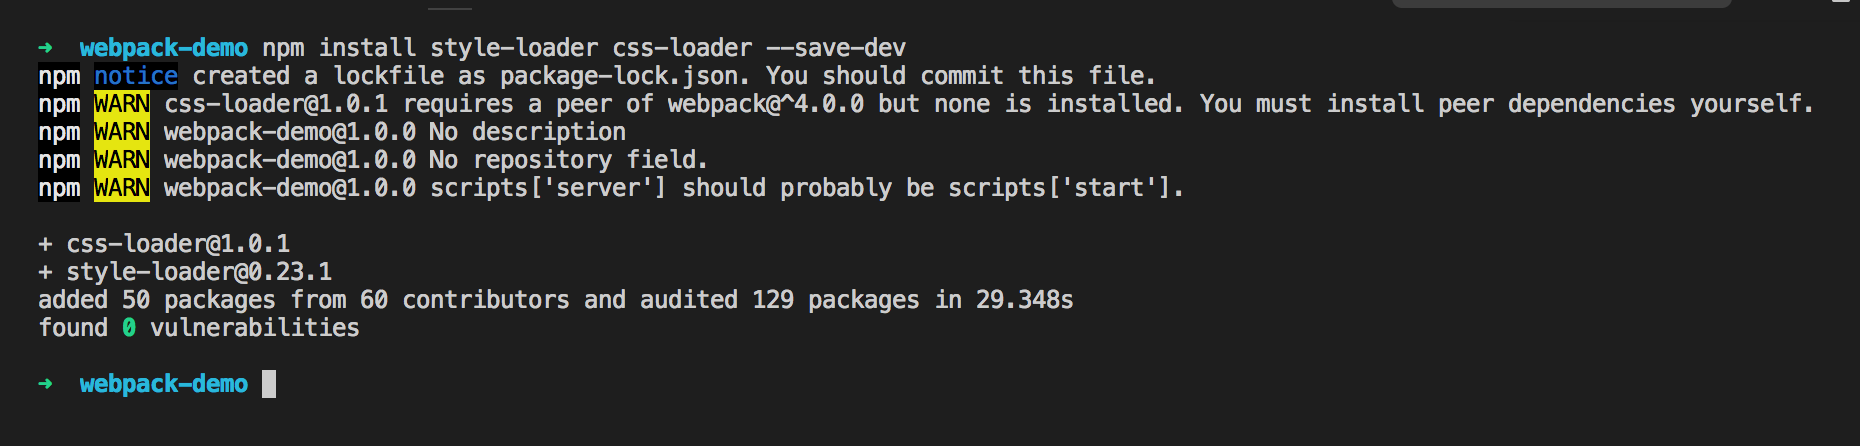 ➜  webpack-demo npm install style-loader css-loader --save-dev
npm notice created a lockfile as package-lock.json. You should commit this file.
npm WARN css-loader@1.0.1 requires a peer of webpack@^4.0.0 but none is installed. You must install peer dependencies yourself.
npm WARN webpack-demo@1.0.0 No description
npm WARN webpack-demo@1.0.0 No repository field.
npm WARN webpack-demo@1.0.0 scripts['server'] should probably be scripts['start'].
+ css-loader@1.0.1
+ style-loader@0.23.1
added 50 packages from 60 contributors and audited 129 packages in 29.348s
found 0 vulnerabilities
➜  webpack-demo